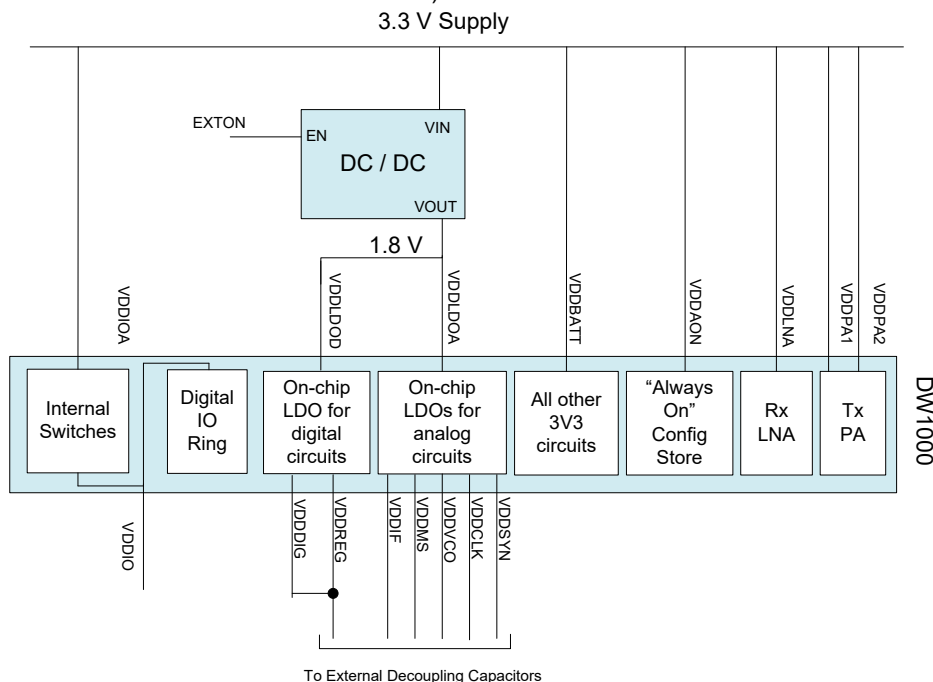 3.3 V Supply
EXTON
EN
VIN
DC / DC
VOUT
1.8 V
VDDIOA
VDDLDOD
VDDLDOA
VDDBATT
VDDAON
VDDLNA
VDDPA1
VDDPA2
Internal
Switches
Digital
IO
Ring
On-chip
LDO for
digital
circuits
On-chip
LDOs for
analog
circuits
All other
3V3
circuits
“Always
On”
Config
Store
Rx
LNA
Tx
PA
DW1000
VDDIO
VDDDIG
VDDREG
VDDIF
VDDMS
VDDVCO
VDDCLK
VDDSYN
To External Decoupling Capacitors